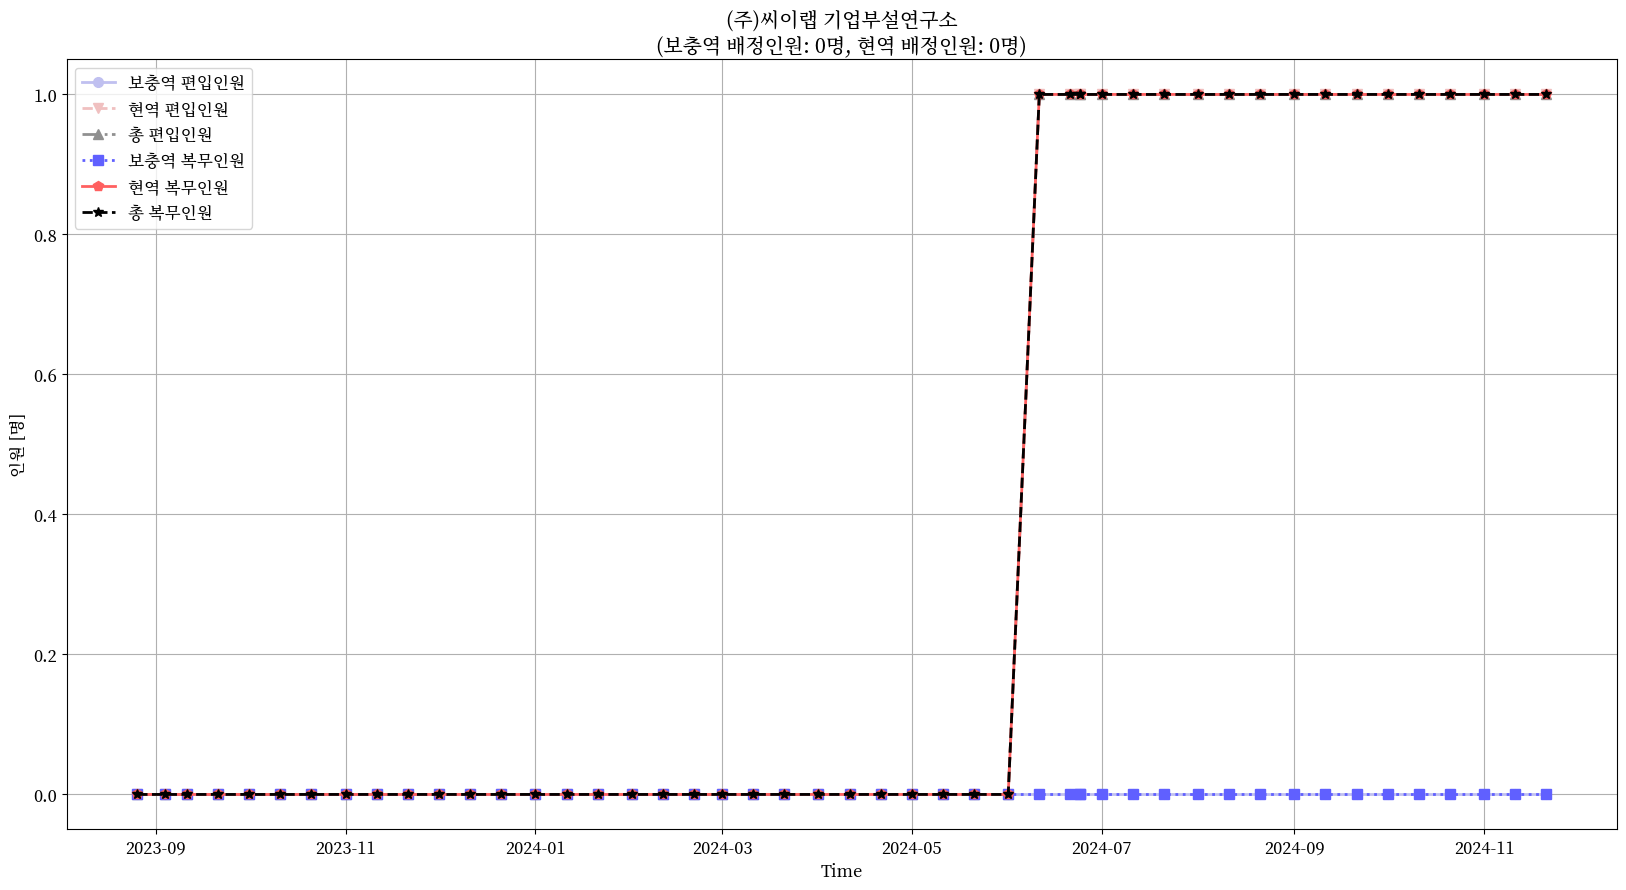 (주)씨이랩 기업부설연구소
(보충역 배정인원: 0명, 현역 배정인원: 0명)
보충역 편입인원
현역 편입인원
총 편입인원
보충역 복무인원
현역 복무인원
총 복무인원
1.0
0.8
0.6
0.4
0.2
0.0
인원 [명]
2023-09
2023-11
2024-01
2024-03
2024-05
2024-07
2024-09
2024-11
Time